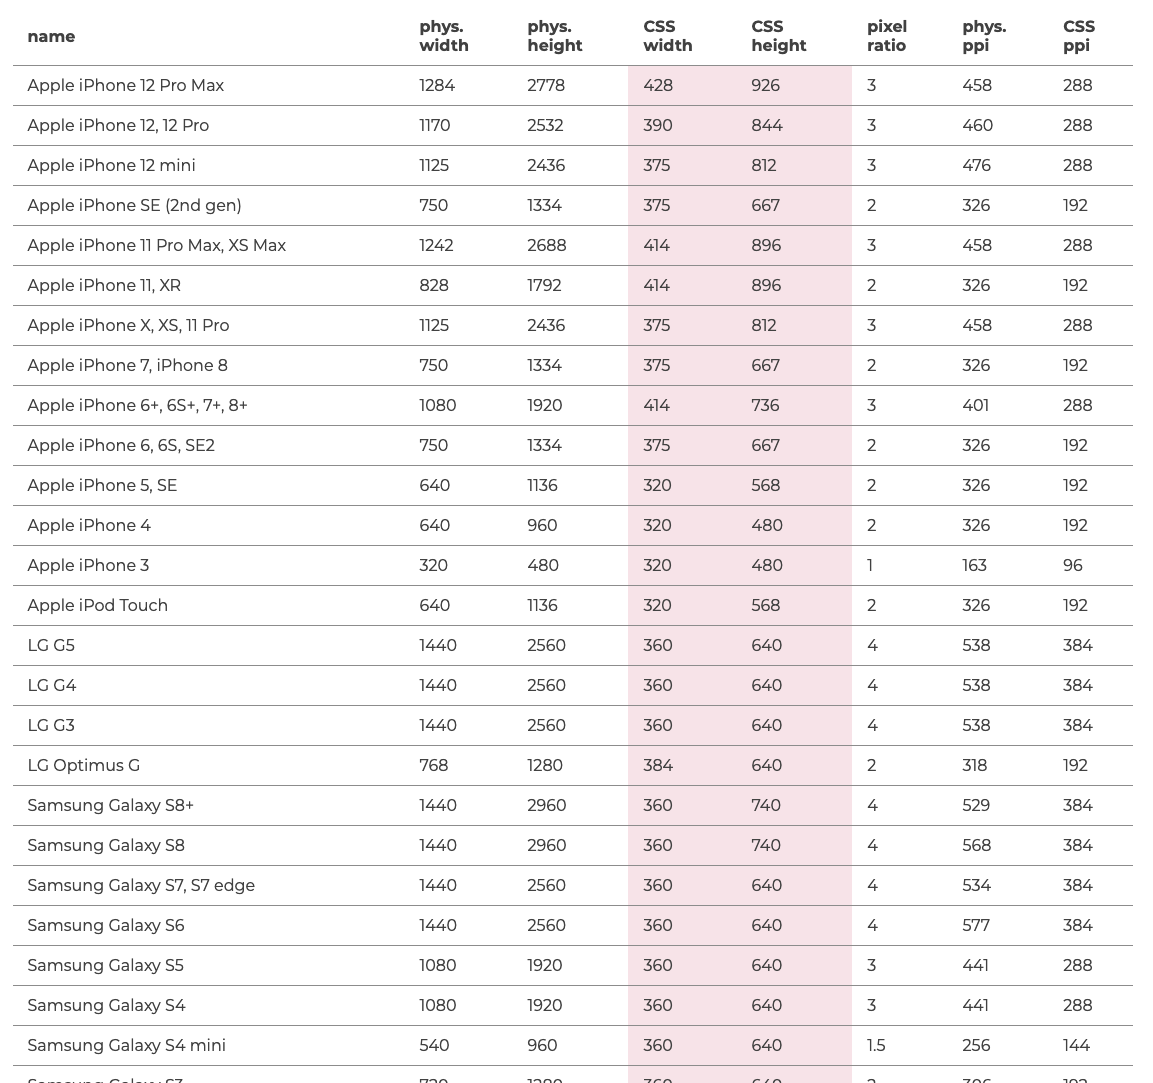 name phys. width phys. height CSS width CSS height pixel ratio phys. ppi CSS ppi
Apple iPhone 12 Pro Max 1284 2778 428 926 3 458 288
Apple iPhone 12, 12 Pro 1170 2532 390 844 3 460 288
Apple iPhone 12 mini 1125 2436 375 812 3 476 288
Apple iPhone SE (2nd gen) 750 1334 375 667 2 326 192
Apple iPhone 11 Pro Max, XS Max 1242 2688 414 896 3 458 288
Apple iPhone 11, XR 828 1792 414 896 2 326 192
Apple iPhone X, XS, 11 Pro 1125 2436 375 812 3 458 288
Apple iPhone 7, iPhone 8 750 1334 375 667 2 326 192
Apple iPhone 6+, 6S+, 7+, 8+ 1080 1920 414 736 3 401 288
Apple iPhone 6, 6S, SE2 750 1334 375 667 2 326 192
Apple iPhone 5, SE 640 1136 320 568 2 326 192
Apple iPhone 4 640 960 320 480 2 326 192
Apple iPhone 3 320 480 320 480 1 163 96
Apple iPod Touch 640 1136 320 568 2 326 192
LG G5 1440 2560 360 640 4 538 384
LG G4 1440 2560 360 640 4 538 384
LG G3 1440 2560 360 640 4 538 384
LG Optimus G 768 1280 384 640 2 318 192
Samsung Galaxy S8+ 1440 2960 360 740 4 529 384
Samsung Galaxy S8 1440 2960 360 740 4 568 384
Samsung Galaxy S7, S7 edge 1440 2560 360 640 4 534 384
Samsung Galaxy S6 1440 2560 360 640 4 577 384
Samsung Galaxy S5 1080 1920 360 640 3 441 288
Samsung Galaxy S4 1080 1920 360 640 3 441 288
Samsung Galaxy S4 mini 540 960 360 640 1.5 256 144